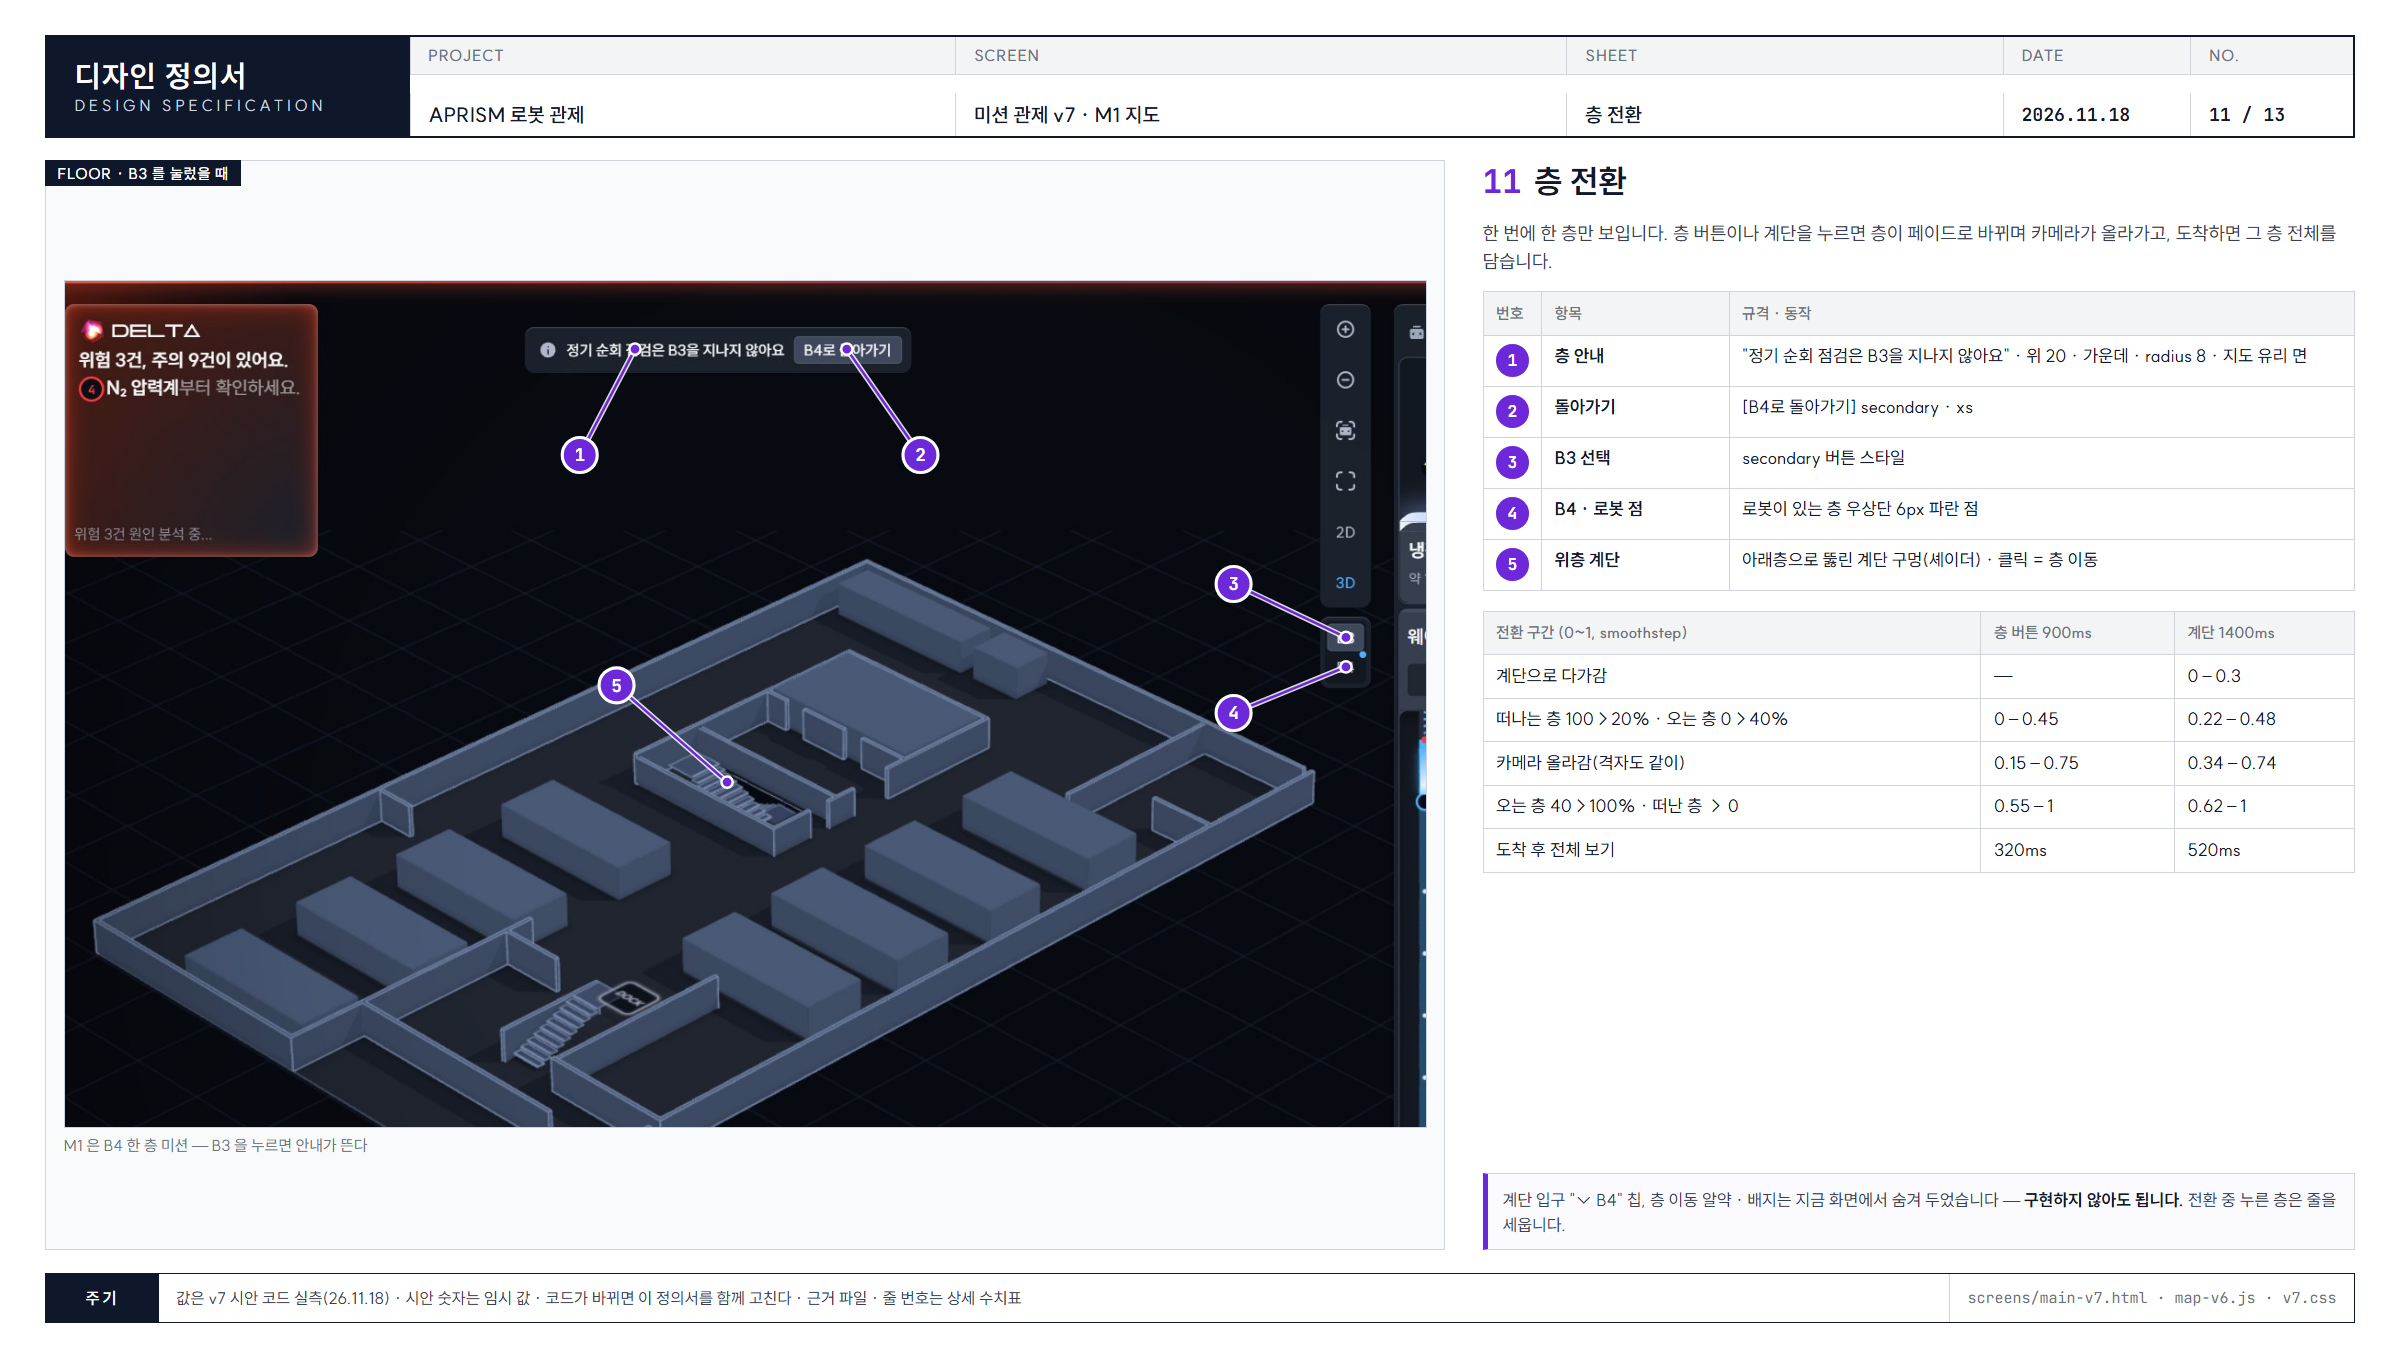 디자인 정의서
DESIGN SPECIFICATION
PROJECT
APRISM 로봇 관제
SCREEN
미션 관제 v7 · M1 지도
SHEET
층 전환
DATE
2026.11.18
NO.
11 / 13
FLOOR · B3 를 눌렀을 때
DELTA
위험 3건, 주의 9건이 있어요.
4 N₂ 압력계부터 확인하세요.
위험 3건 원인 분석 중...
정기 순회 점검은 B3을 지나지 않아요
B4로 돌아가기
1
2
2D
3D
3
4
5
DOCK
M1 은 B4 한 층 미션 — B3 을 누르면 안내가 뜬다
11 층 전환
한 번에 한 층만 보입니다. 층 버튼이나 계단을 누르면 층이 페이드로 바뀌며 카메라가 올라가고, 도착하면 그 층 전체를
담습니다.
번호 항목 규격 · 동작
1 층 안내 "정기 순회 점검은 B3을 지나지 않아요" · 위 20 · 가운데 · radius 8 · 지도 유리 면
2 돌아가기 [B4로 돌아가기] secondary · xs
3 B3 선택 secondary 버튼 스타일
4 B4 · 로봇 점 로봇이 있는 층 우상단 6px 파란 점
5 위층 계단 아래층으로 뚫린 계단 구멍(셰이더) · 클릭 = 층 이동
전환 구간 (0~1, smoothstep) 층 버튼 900ms 계단 1400ms
계단으로 다가감 — 0–0.3
떠나는 층 100 > 20% · 오는 층 0 > 40% 0–0.45 0.22–0.48
카메라 올라감(격자도 같이) 0.15–0.75 0.34–0.74
오는 층 40 > 100% · 떠난 층 > 0 0.55–1 0.62–1
도착 후 전체 보기 320ms 520ms
계단 입구 "∨ B4" 칩, 층 이동 알약 · 배지는 지금 화면에서 숨겨 두었습니다 — 구현하지 않아도 됩니다. 전환 중 누른 층은 줄을
세웁니다.
주기
값은 v7 시안 코드 실측(26.11.18) · 시안 숫자는 임시 값 · 코드가 바뀌면 이 정의서를 함께 고친다 · 근거 파일 · 줄 번호는 상세 수치표
screens/main-v7.html · map-v6.js · v7.css